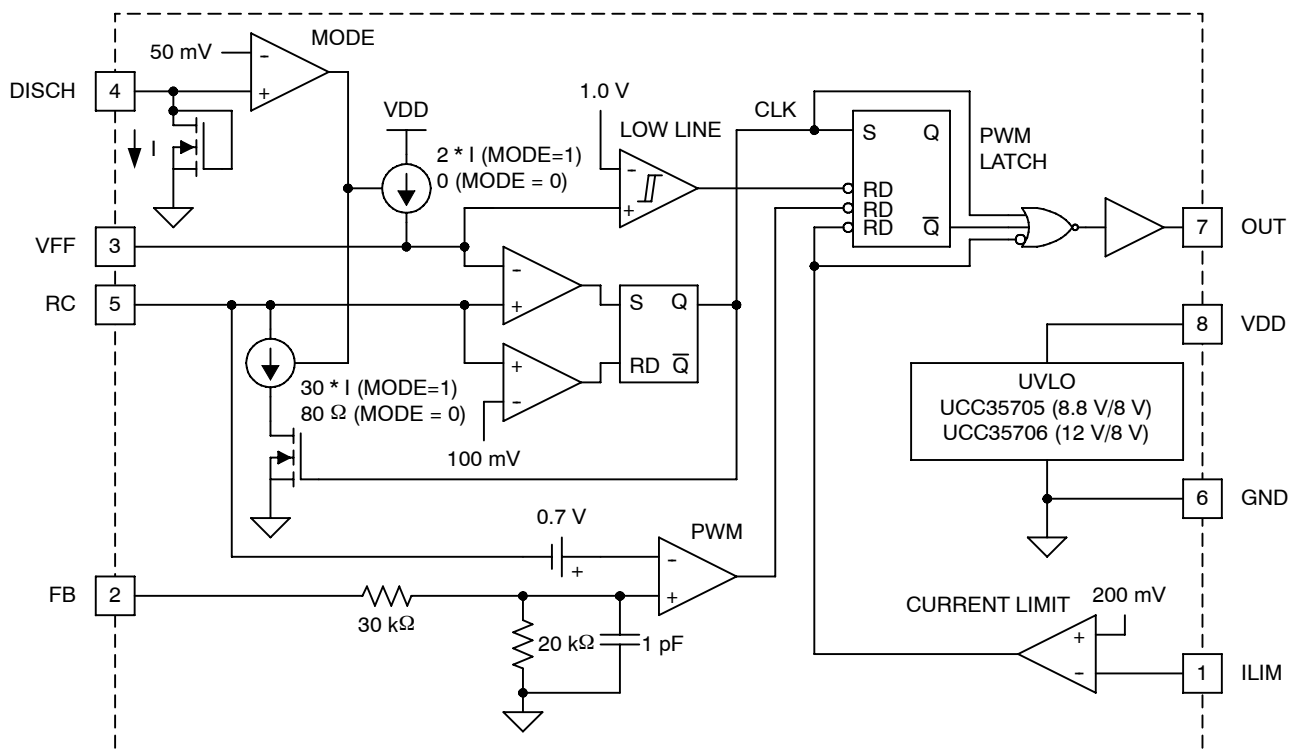 50 mV
MODE
DISCH
4
I
VDD
2 * I (MODE=1)
0 (MODE = 0)
1.0 V
LOW LINE
CLK
S Q
PWM
LATCH
RD
RD
RD Q
VFF
3
RC
5
7
OUT
S Q
RD Q
30 * I (MODE=1)
80 Ω (MODE = 0)
100 mV
8
VDD
UVLO
UCC35705 (8.8 V/8 V)
UCC35706 (12 V/8 V)
6
GND
0.7 V
PWM
FB
2
30 kΩ
20 kΩ
1 pF
CURRENT LIMIT
200 mV
1
ILIM